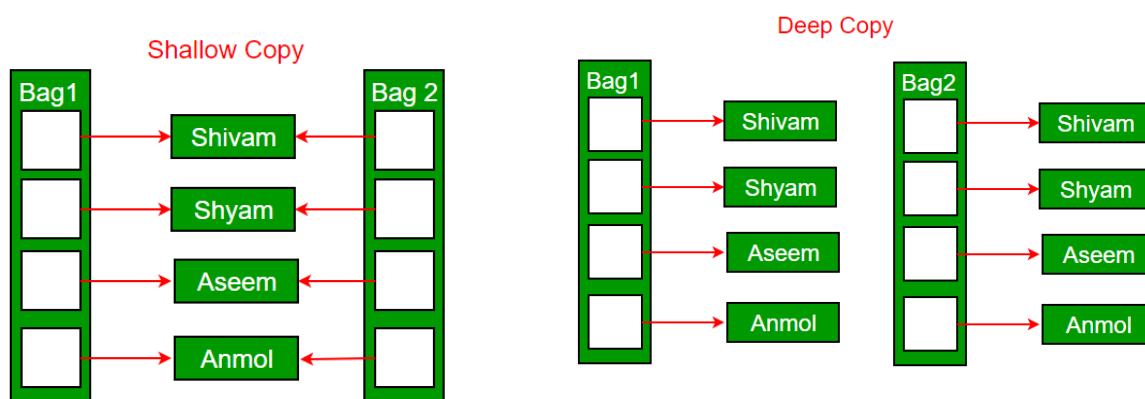 Shallow Copy
Bag1
Bag 2
Shivam
Shyam
Aseem
Anmol
Deep Copy
Bag1
Shivam
Shyam
Aseem
Anmol
Bag2
Shivam
Shyam
Aseem
Anmol